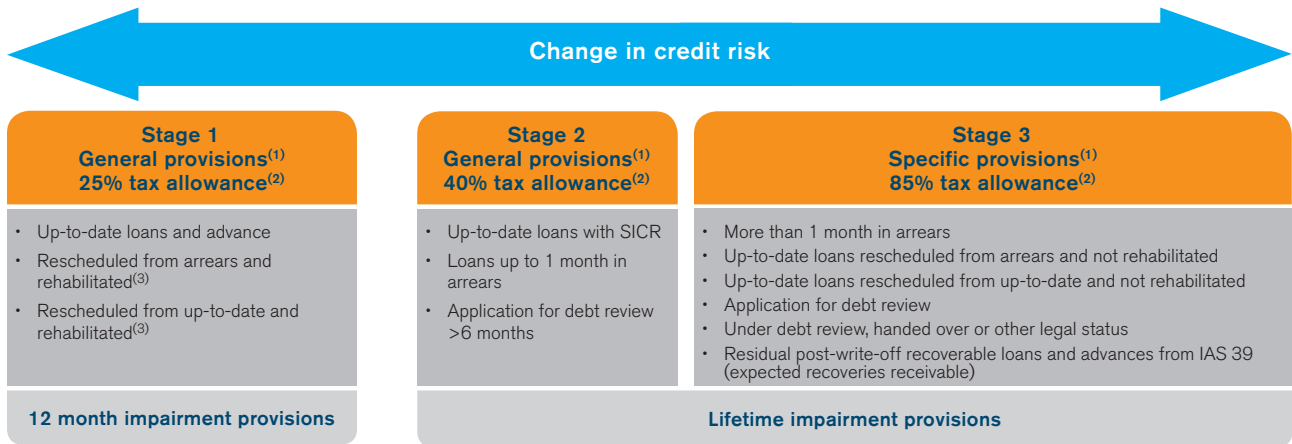 Change in credit risk
Stage 1
General provisions(1)
25% tax allowance(2)
• Up-to-date loans and advance
• Rescheduled from arrears and
rehabilitated(3)
• Rescheduled from up-to-date and
rehabilitated(3)
12 month impairment provisions
Stage 2
General provisions(1)
40% tax allowance(2)
• Up-to-date loans with SICR
• Loans up to 1 month in
arrears
• Application for debt review
>6 months
Stage 3
Specific provisions(1)
85% tax allowance(2)
• More than 1 month in arrears
• Up-to-date loans rescheduled from arrears and not rehabilitated
• Up-to-date loans rescheduled from up-to-date and not rehabilitated
• Application for debt review
• Under debt review, handed over or other legal status
• Residual post-write-off recoverable loans and advances from IAS 39
(expected recoveries receivable)
Lifetime impairment provisions